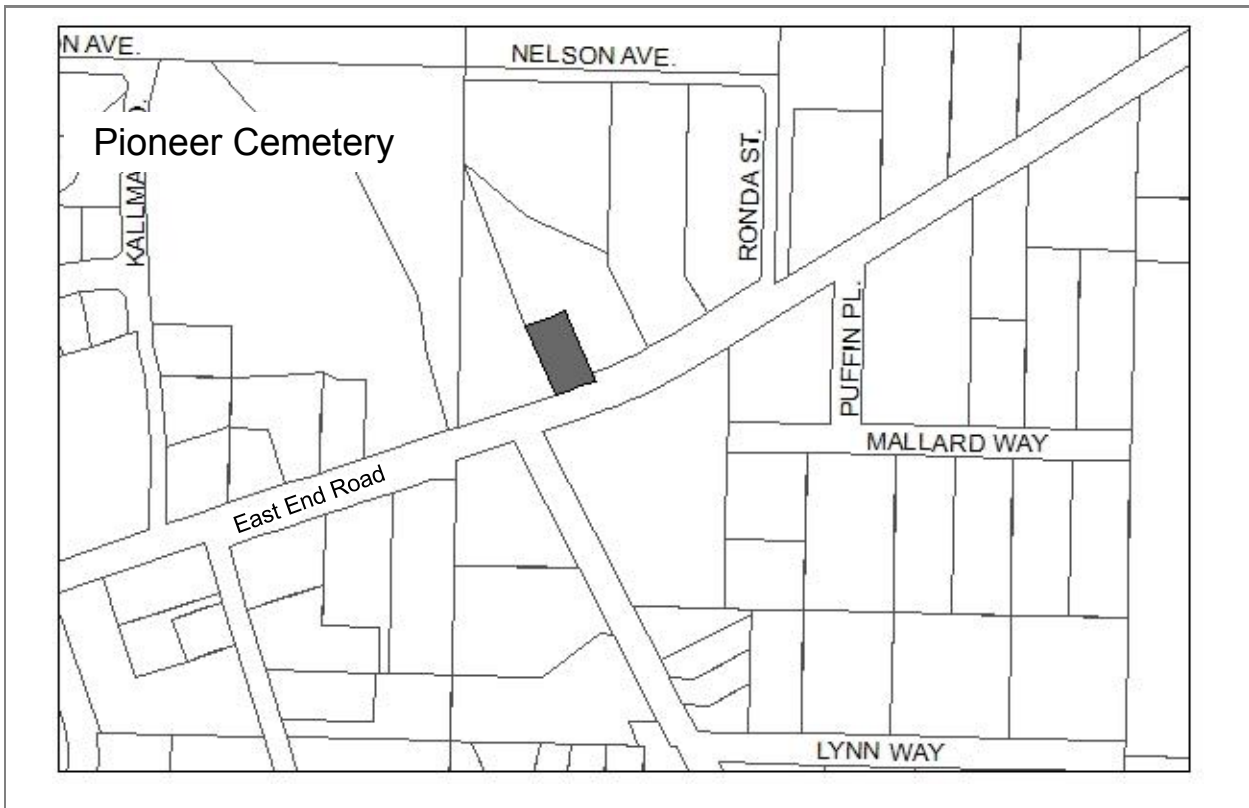 N AVE.
NELSON AVE.
Pioneer Cemetery
KALLMA
RONDA ST.
PUFFIN PL.
MALLARD WAY
East End Road
LYNN WAY